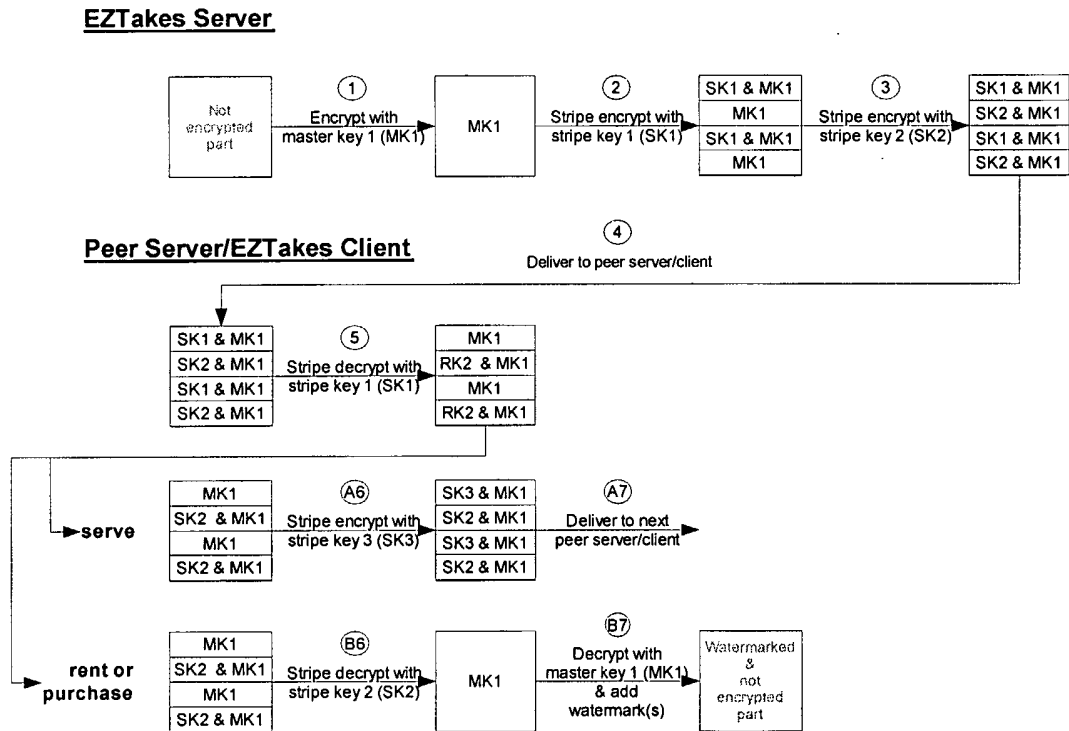 EZTakes Server
Not
encrypted
part
1
Encrypt with
master key 1 (MK1)
MK1
2
Stripe encrypt with
stripe key 1 (SK1)
SK1 & MK1
MK1
SK1 & MK1
MK1
3
Stripe encrypt with
stripe key 2 (SK2)
SK1 & MK1
SK2 & MK1
SK1 & MK1
SK2 & MK1
4
Deliver to peer server/client
Peer Server/EZTakes Client
SK1 & MK1
SK2 & MK1
SK1 & MK1
SK2 & MK1
5
Stripe decrypt with
stripe key 1 (SK1)
MK1
RK2 & MK1
MK1
RK2 & MK1
serve
MK1
SK2 & MK1
MK1
SK2 & MK1
A6
Stripe encrypt with
stripe key 3 (SK3)
SK3 & MK1
SK2 & MK1
SK3 & MK1
SK2 & MK1
A7
Deliver to next
peer server/client
rent or
purchase
MK1
SK2 & MK1
MK1
SK2 & MK1
B6
Stripe decrypt with
stripe key 2 (SK2)
MK1
B7
Decrypt with
master key 1 (MK1)
& add
watermark(s)
Watermarked
&
not
encrypted
part